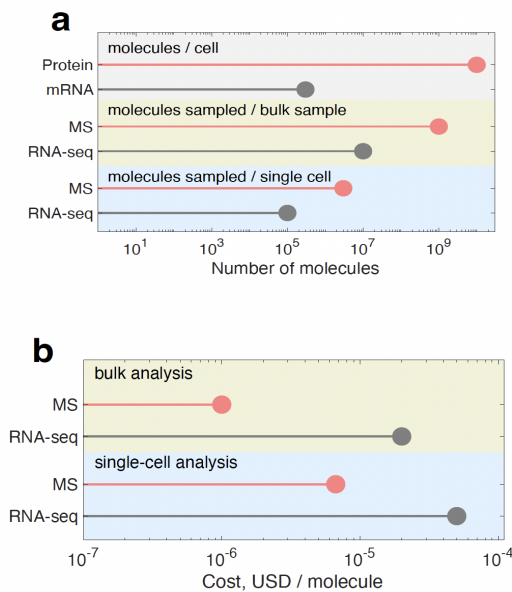 a
molecules / cell
Protein
mRNA
molecules sampled / bulk sample
MS
RNA-seq
molecules sampled / single cell
MS
RNA-seq
10^1 10^3 10^5 10^7 10^9
Number of molecules
b
bulk analysis
MS
RNA-seq
single-cell analysis
MS
RNA-seq
10^-7 10^-6 10^-5 10^-4
Cost, USD / molecule